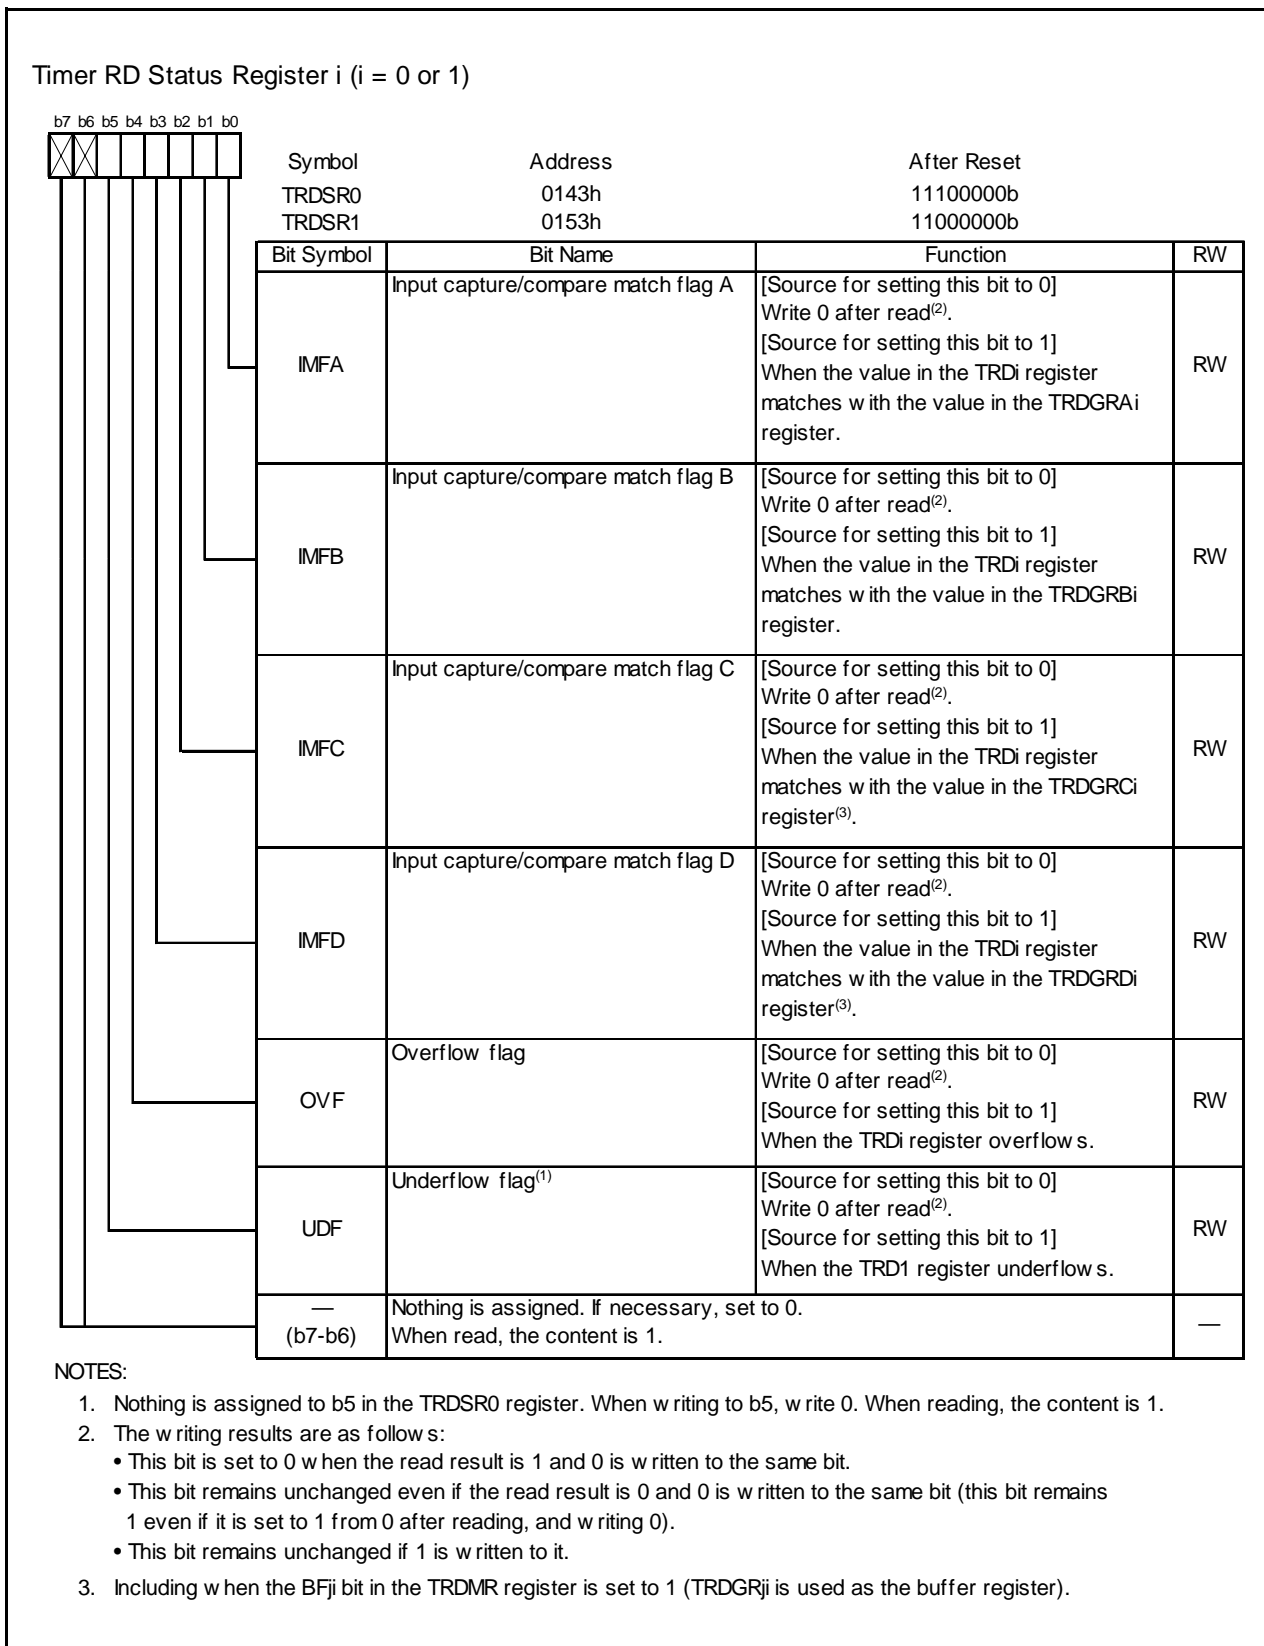 Timer RD Status Register i (i = 0 or 1)
b7 b6 b5 b4 b3 b2 b1 b0
Symbol Address After Reset
TRDSR0 0143h 11100000b
TRDSR1 0153h 11000000b
Bit Symbol Bit Name Function RW
IMFA Input capture/compare match flag A [Source for setting this bit to 0]
Write 0 after read(2).
[Source for setting this bit to 1]
When the value in the TRDi register
matches with the value in the TRDGRAi
register.
RW
IMFB Input capture/compare match flag B [Source for setting this bit to 0]
Write 0 after read(2).
[Source for setting this bit to 1]
When the value in the TRDi register
matches with the value in the TRDGRBi
register.
RW
IMFC Input capture/compare match flag C [Source for setting this bit to 0]
Write 0 after read(2).
[Source for setting this bit to 1]
When the value in the TRDi register
matches with the value in the TRDGRCi
register(3).
RW
IMFD Input capture/compare match flag D [Source for setting this bit to 0]
Write 0 after read(2).
[Source for setting this bit to 1]
When the value in the TRDi register
matches with the value in the TRDGRDi
register(3).
RW
OVF Overflow flag [Source for setting this bit to 0]
Write 0 after read(2).
[Source for setting this bit to 1]
When the TRDi register overflows.
RW
UDF Underflow flag(1) [Source for setting this bit to 0]
Write 0 after read(2).
[Source for setting this bit to 1]
When the TRD1 register underflows.
RW
— Nothing is assigned. If necessary, set to 0.
(b7-b6) When read, the content is 1.
—
NOTES:
1. Nothing is assigned to b5 in the TRDSR0 register. When writing to b5, write 0. When reading, the content is 1.
2. The writing results are as follows:
• This bit is set to 0 when the read result is 1 and 0 is written to the same bit.
• This bit remains unchanged even if the read result is 0 and 0 is written to the same bit (this bit remains
1 even if it is set to 1 from 0 after reading, and writing 0).
• This bit remains unchanged if 1 is written to it.
3. Including when the BFji bit in the TRDMR register is set to 1 (TRDGRji is used as the buffer register).